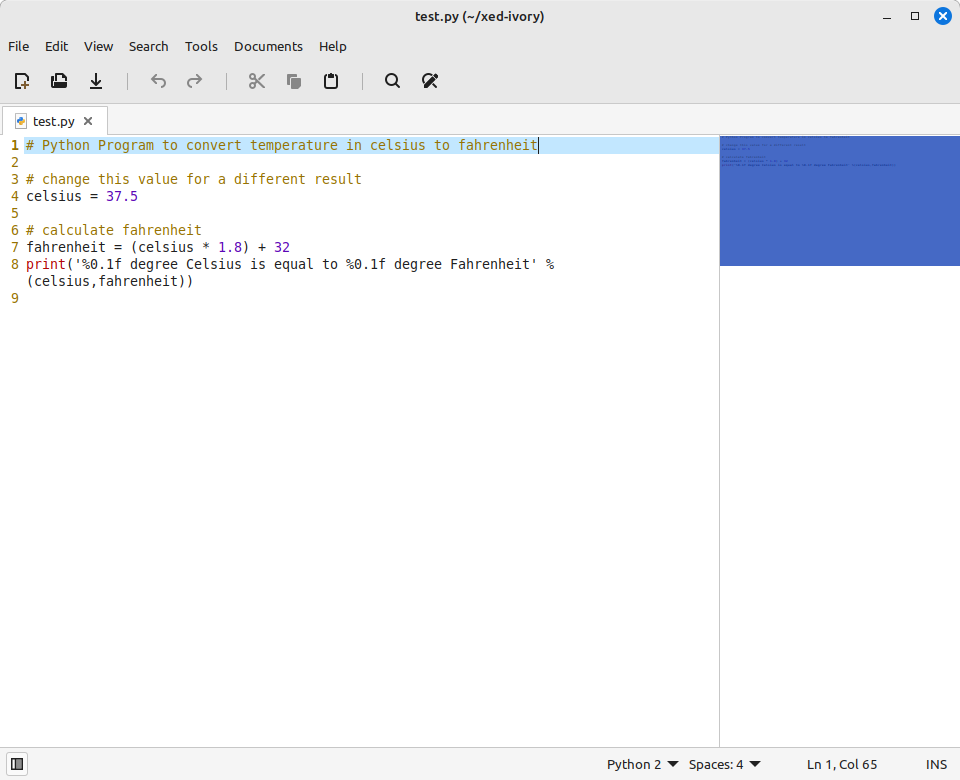 test.py (~/xed-ivory)
File Edit View Search Tools Documents Help
test.py
1 # Python Program to convert temperature in celsius to fahrenheit
2
3 # change this value for a different result
4 celsius = 37.5
5
6 # calculate fahrenheit
7 fahrenheit = (celsius * 1.8) + 32
8 print('%0.1f degree Celsius is equal to %0.1f degree Fahrenheit' %
(celsius,fahrenheit))
9
Python 2 Spaces: 4 Ln 1, Col 65 INS